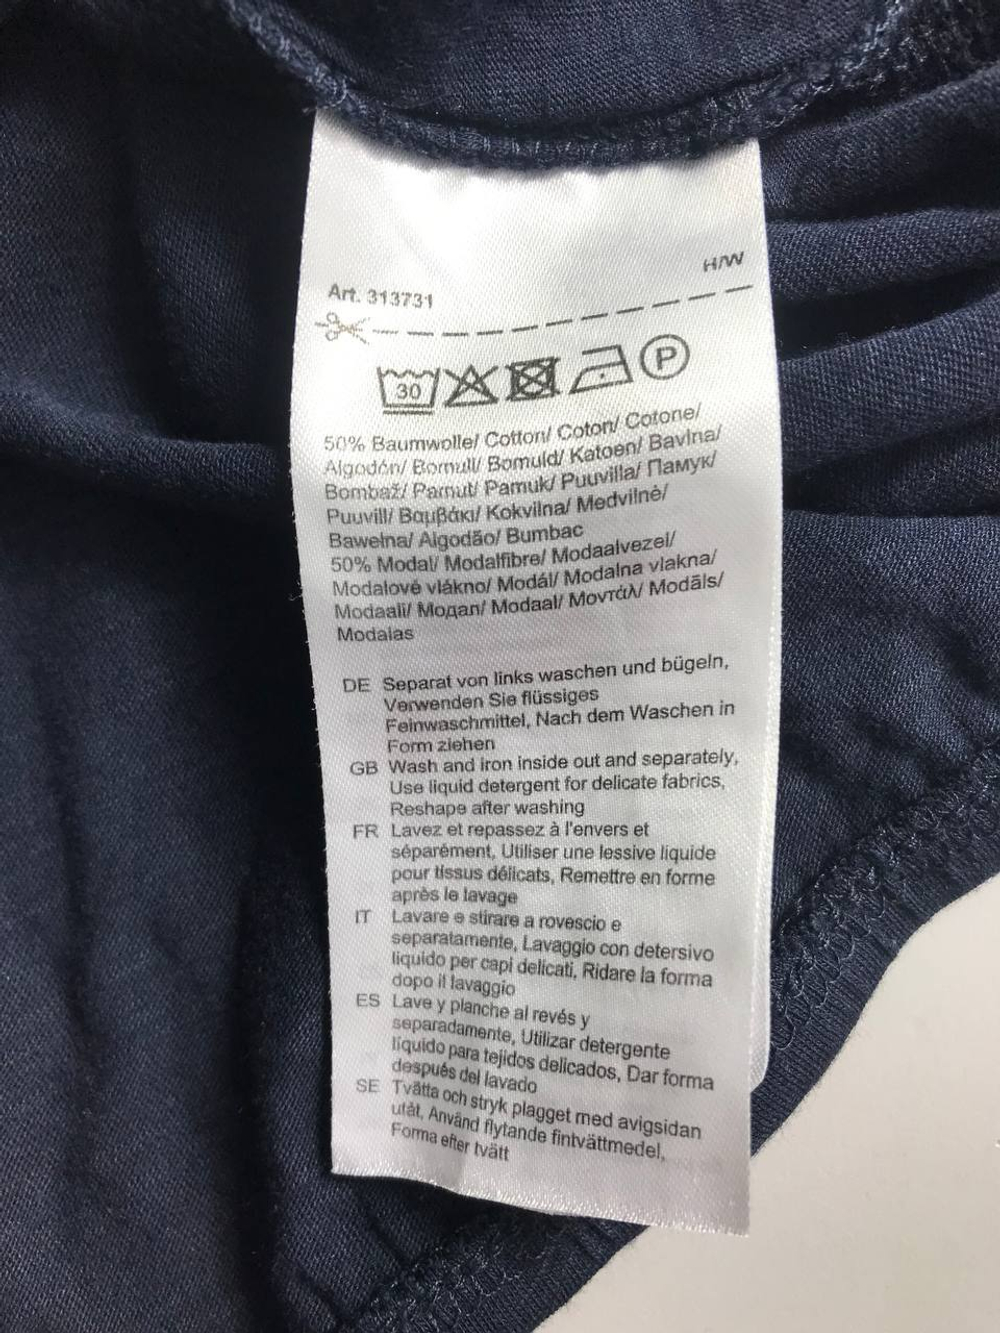 H/W
Art. 313731
30 P
50% Baumwolle/ Cotton/ Coton/ Cotone/
Algodón/ Bomull/ Bomuld/ Katoen/ Bavlna/
Bombaž/ Pamut/ Pamuk/ Puuvilla/ Памук/
Puuvill/ Βαμβάκι/ Kokvilna/ Medvilnė/
Bawełna/ Algodão/ Bumbac
50% Modal/ Modalfibre/ Modaalvezel/
Modalové vlákno/ Modál/ Modalna vlakna/
Modaali/ Модал/ Modaal/ Μοντάλ/ Modāls/
Modalas
DE Separat von links waschen und bügeln,
Verwenden Sie flüssiges
Feinwaschmittel, Nach dem Waschen in
Form ziehen
GB Wash and iron inside out and separately,
Use liquid detergent for delicate fabrics,
Reshape after washing
FR Lavez et repassez à l'envers et
séparément, Utiliser une lessive liquide
pour tissus délicats, Remettre en forme
après le lavage
IT Lavare e stirare a rovescio e
separatamente, Lavaggio con detersivo
liquido per capi delicati, Ridare la forma
dopo il lavaggio
ES Lave y planche al revés y
separadamente, Utilizar detergente
líquido para tejidos delicados, Dar forma
después del lavado
SE Tvätta och stryk plagget med avigsidan
utåt, Använd flytande fintvättmedel,
Forma efter tvätt